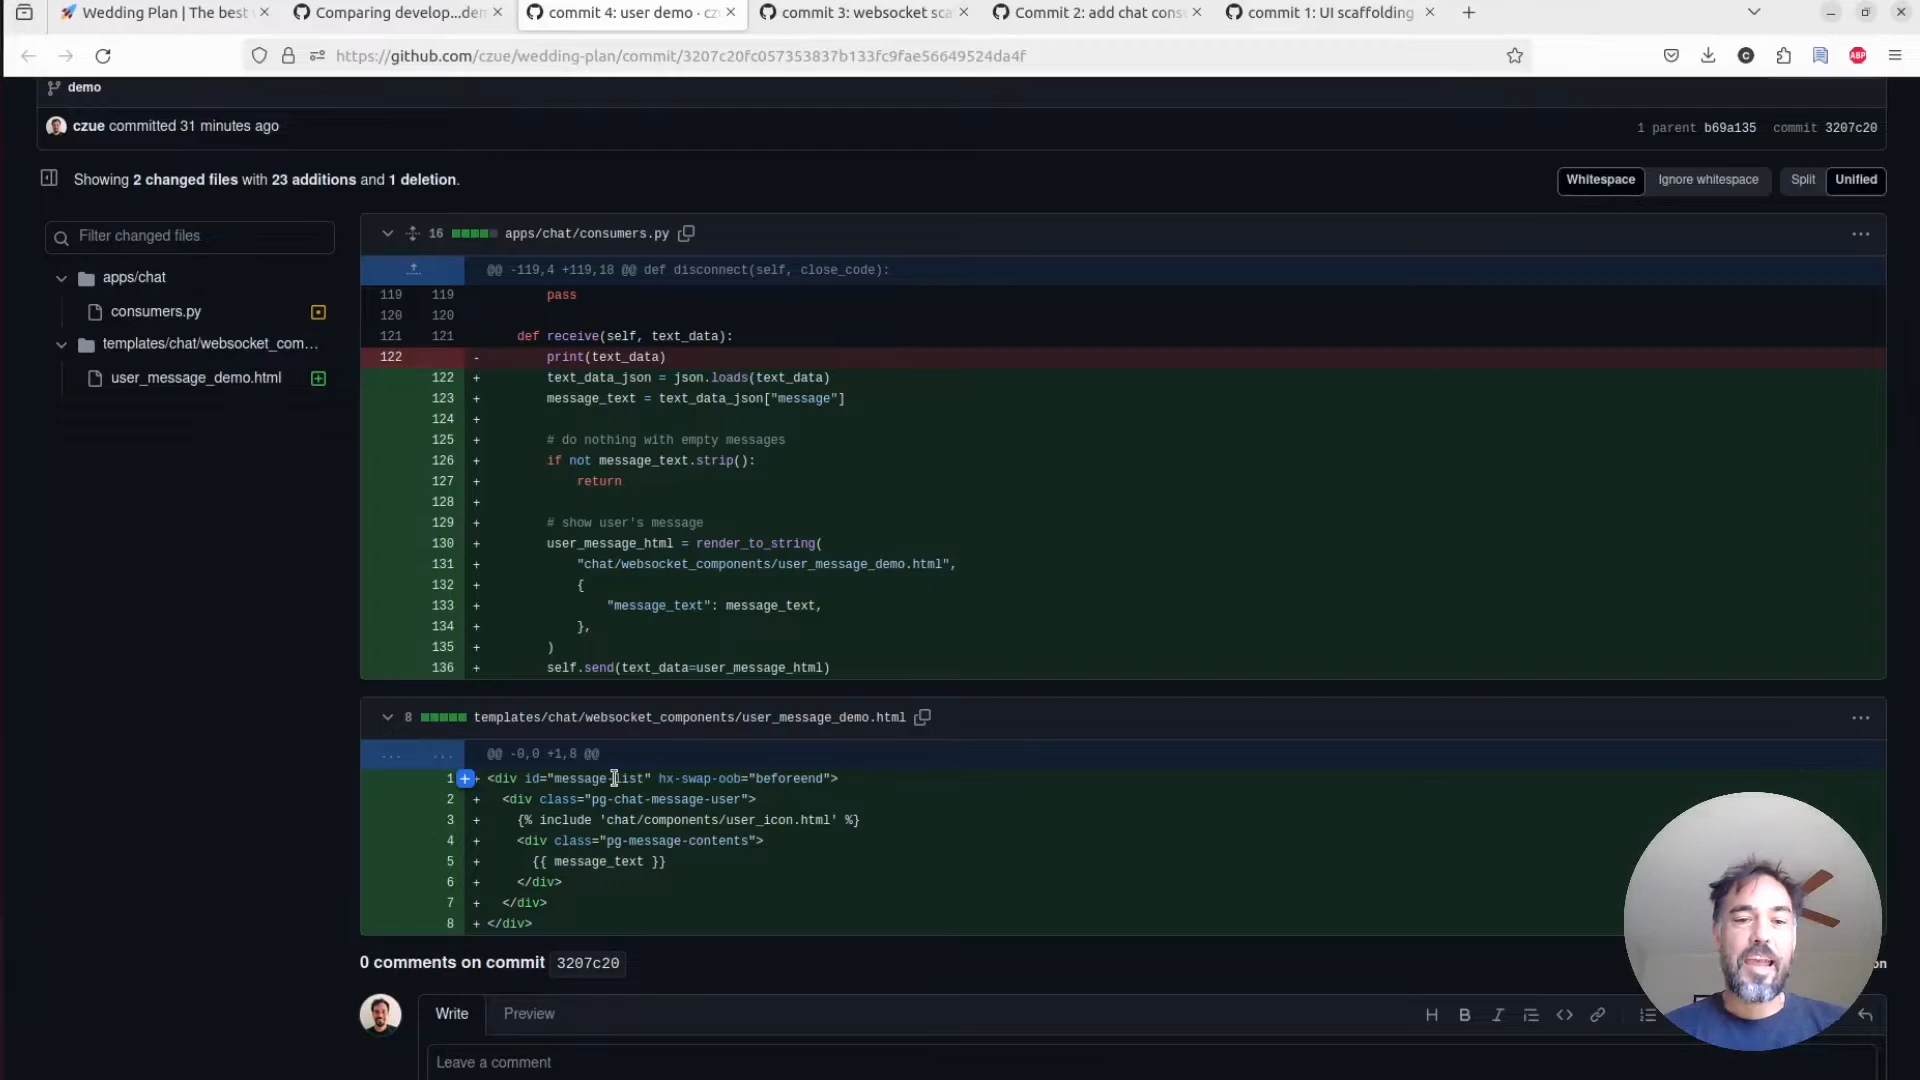 Wedding Plan | The best
Comparing develop...dem
commit 4: user demo · cz
commit 3: websocket sca
Commit 2: add chat cons
commit 1: UI scaffolding
https://github.com/czue/wedding-plan/commit/3207c20fc057353837b133fc9fae56649524da4f
C
ABP
demo
czue committed 31 minutes ago
1 parent b69a135 commit 3207c20
Showing 2 changed files with 23 additions and 1 deletion.
Whitespace Ignore whitespace Split Unified
Filter changed files
apps/chat
consumers.py
templates/chat/websocket_com...
user_message_demo.html
16 apps/chat/consumers.py
@@ -119,4 +119,18 @@ def disconnect(self, close_code):
119 119 pass
120 120
121 121 def receive(self, text_data):
122 - print(text_data)
122 + text_data_json = json.loads(text_data)
123 + message_text = text_data_json["message"]
124 +
125 + # do nothing with empty messages
126 + if not message_text.strip():
127 + return
128 +
129 + # show user's message
130 + user_message_html = render_to_string(
131 + "chat/websocket_components/user_message_demo.html",
132 + {
133 + "message_text": message_text,
134 + },
135 + )
136 + self.send(text_data=user_message_html)
8 templates/chat/websocket_components/user_message_demo.html
... ... @@ -0,0 +1,8 @@
1 + <div id="message-list" hx-swap-oob="beforeend">
2 + <div class="pg-chat-message-user">
3 + {% include 'chat/components/user_icon.html' %}
4 + <div class="pg-message-contents">
5 + {{ message_text }}
6 + </div>
7 + </div>
8 + </div>
0 comments on commit 3207c20
on
Write Preview
H B I
Leave a comment